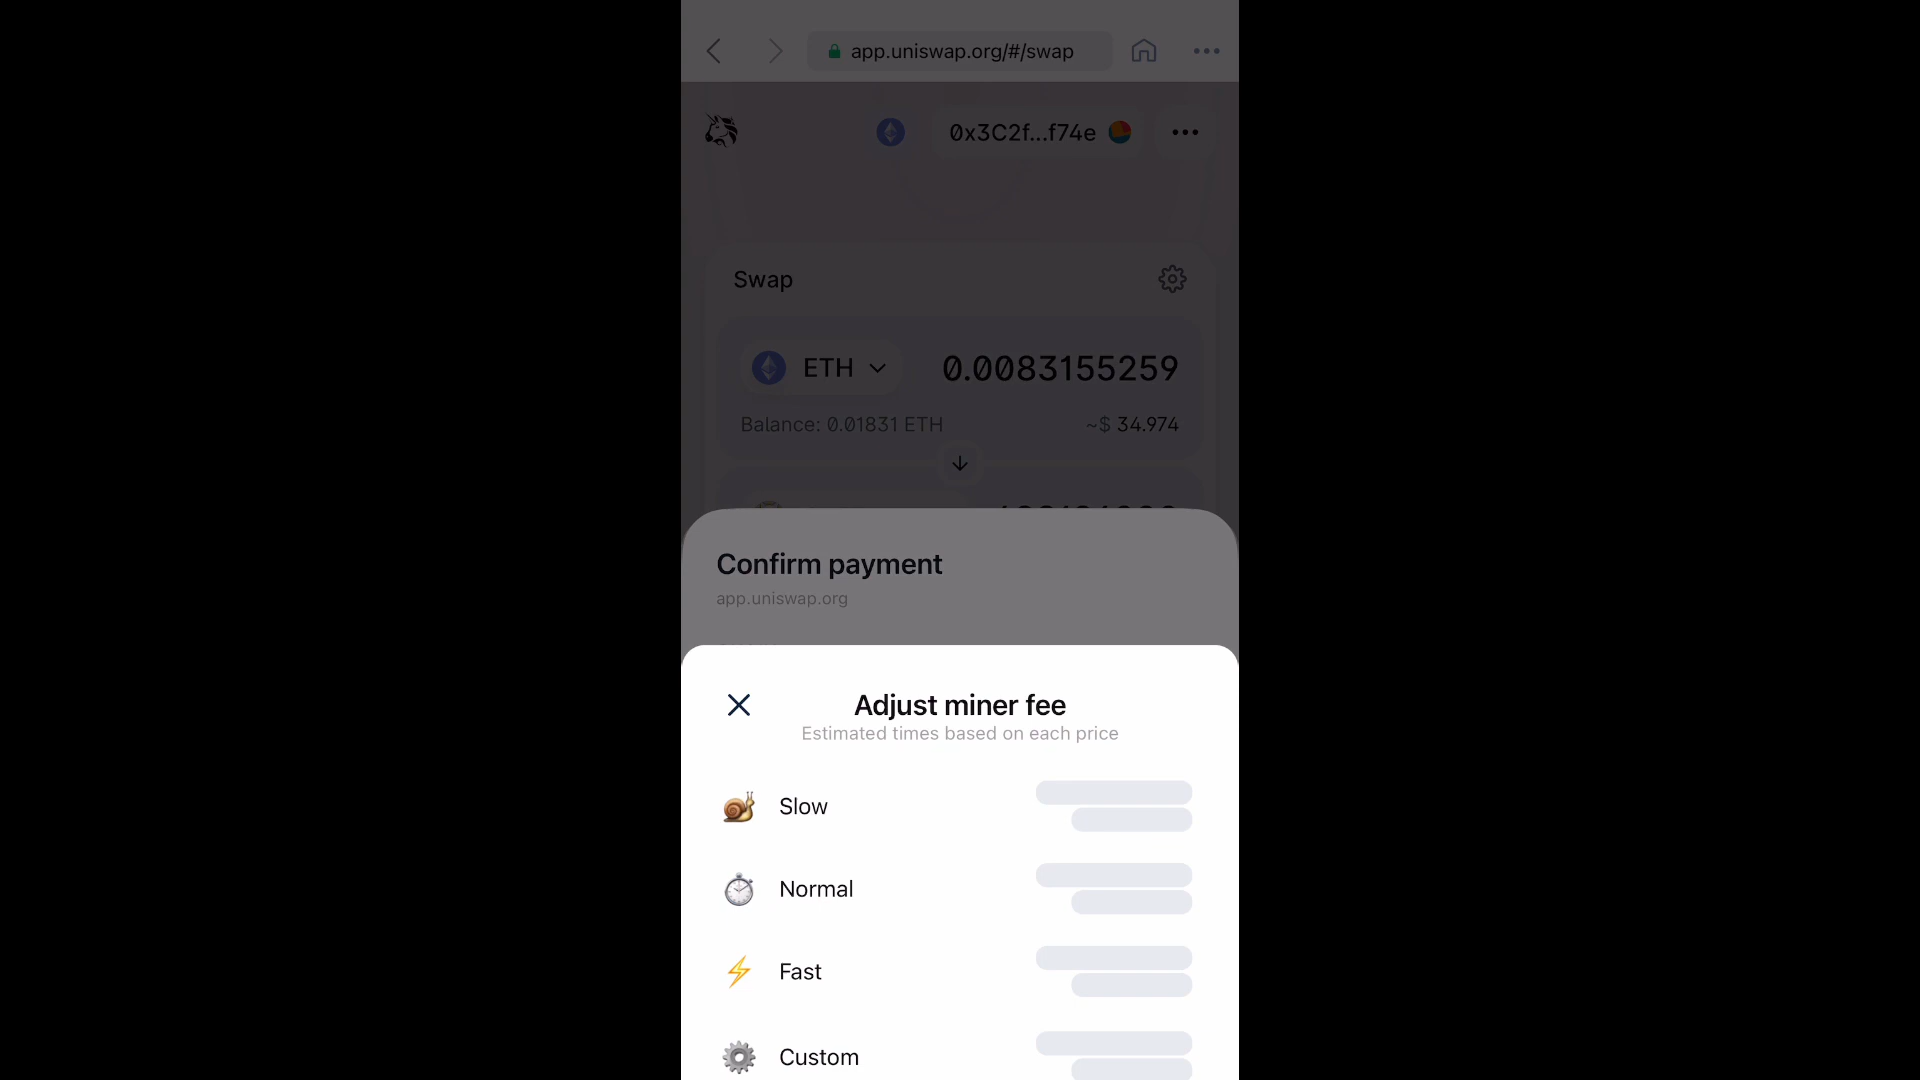 app.uniswap.org/#/swap
0x3C2f...f74e
Swap
ETH
0.0083155259
Balance: 0.01831 ETH
~$ 34.974
Confirm payment
app.uniswap.org
Adjust miner fee
Estimated times based on each price
Slow
Normal
Fast
Custom